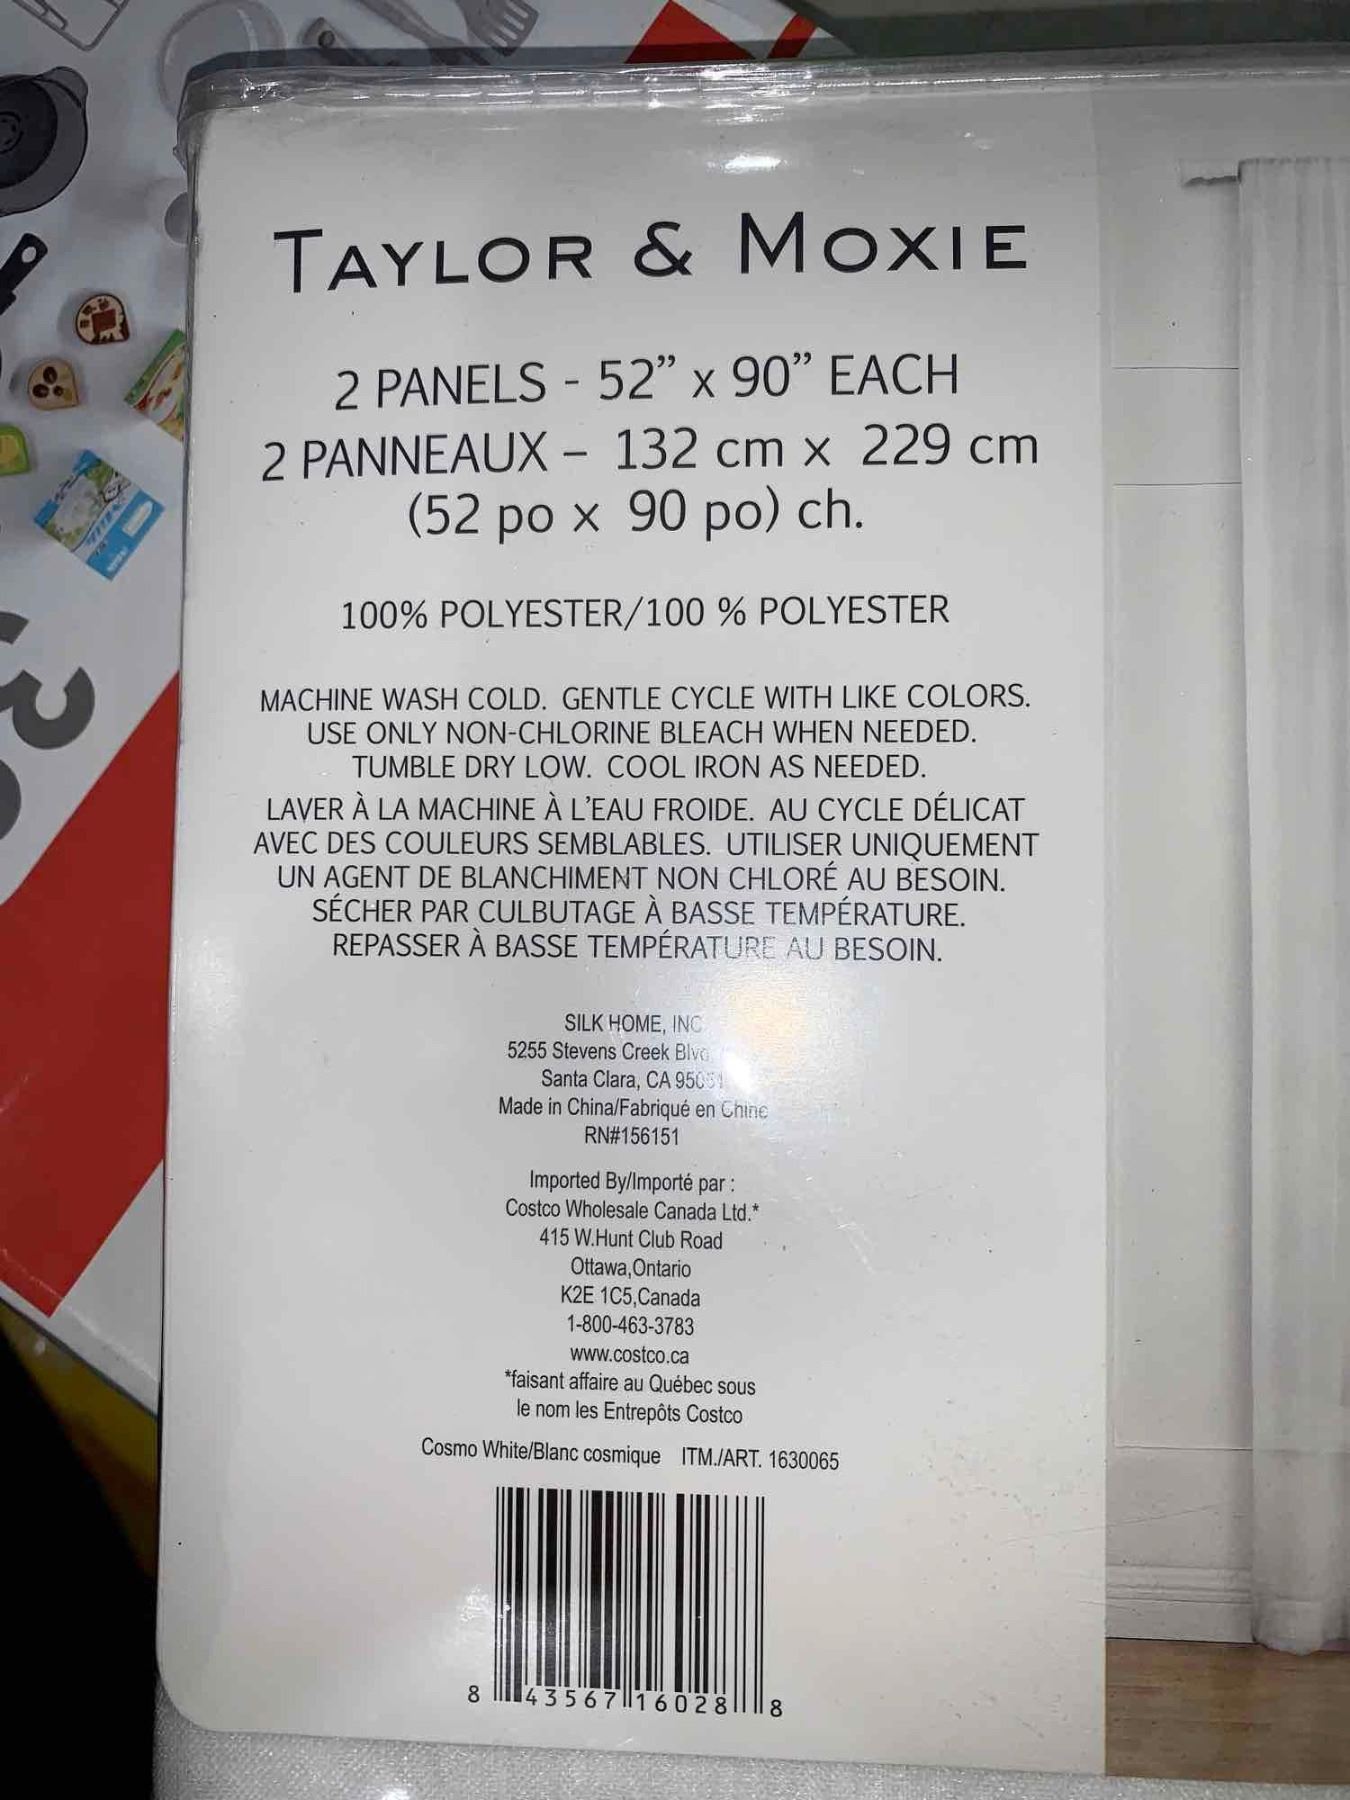 TAYLOR & MOXIE
2 PANELS - 52” x 90” EACH
2 PANNEAUX – 132 cm x 229 cm
(52 po x 90 po) ch.
100% POLYESTER/100 % POLYESTER
MACHINE WASH COLD. GENTLE CYCLE WITH LIKE COLORS.
USE ONLY NON-CHLORINE BLEACH WHEN NEEDED.
TUMBLE DRY LOW. COOL IRON AS NEEDED.
LAVER À LA MACHINE À L’EAU FROIDE. AU CYCLE DÉLICAT
AVEC DES COULEURS SEMBLABLES. UTILISER UNIQUEMENT
UN AGENT DE BLANCHIMENT NON CHLORÉ AU BESOIN.
SÉCHER PAR CULBUTAGE À BASSE TEMPÉRATURE.
REPASSER À BASSE TEMPÉRATURE AU BESOIN.
SILK HOME, INC
5255 Stevens Creek Blvd
Santa Clara, CA 95051
Made in China/Fabriqué en Chine
RN#156151
Imported By/Importé par :
Costco Wholesale Canada Ltd.*
415 W.Hunt Club Road
Ottawa,Ontario
K2E 1C5,Canada
1-800-463-3783
www.costco.ca
*faisant affaire au Québec sous
le nom les Entrepôts Costco
Cosmo White/Blanc cosmique ITM./ART. 1630065
8 43567 16028 8